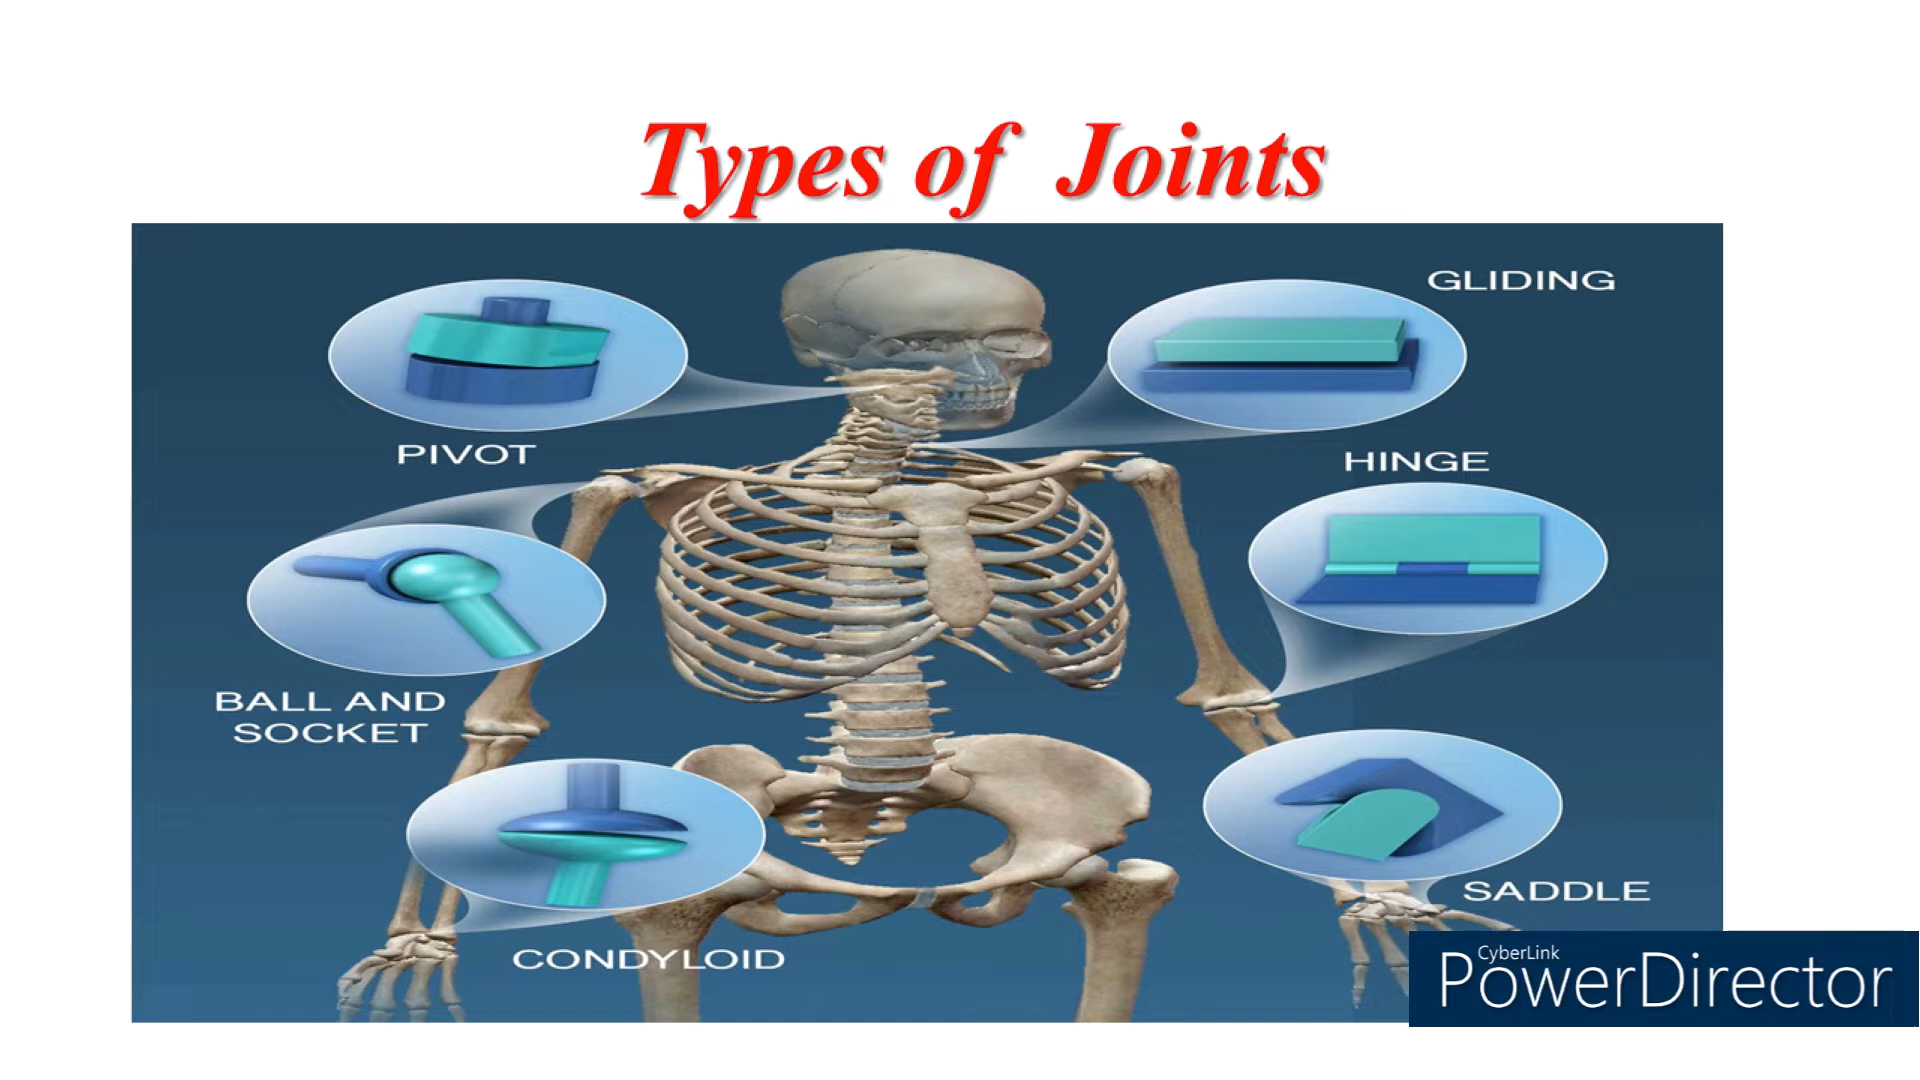 Types of Joints
GLIDING
PIVOT
HINGE
BALL AND
SOCKET
SADDLE
CONDYLOID
CyberLink
PowerDirector